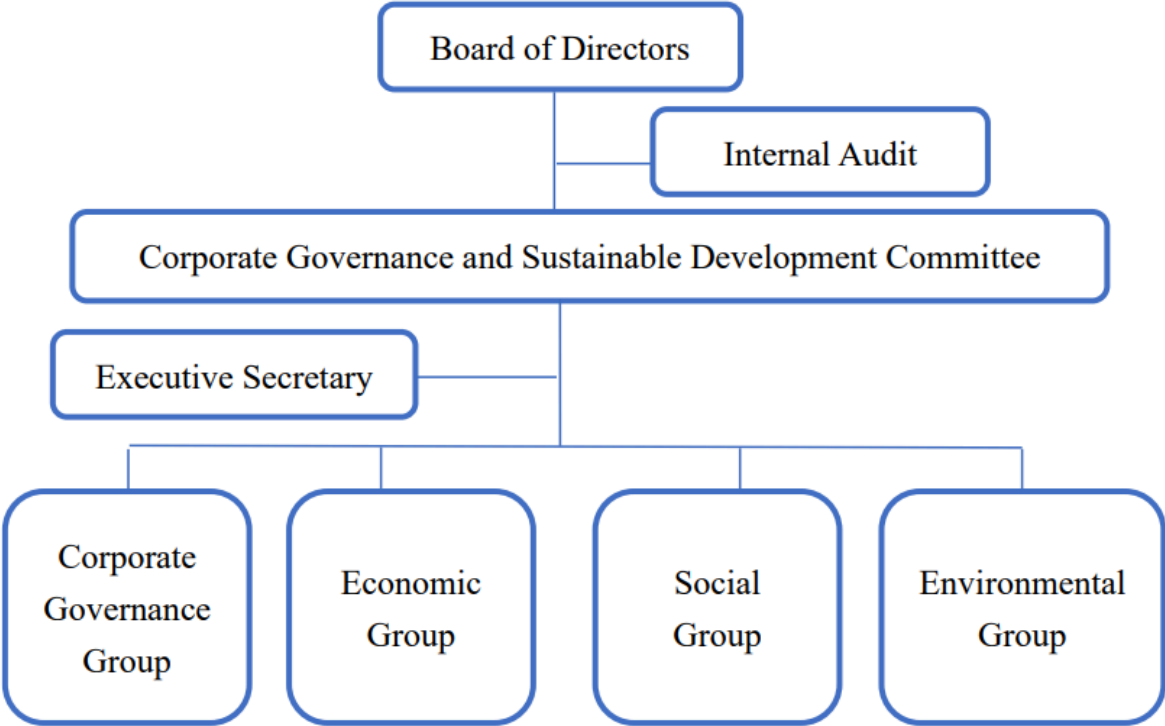 Board of Directors
Internal Audit
Corporate Governance and Sustainable Development Committee
Executive Secretary
Corporate
Governance
Group
Economic
Group
Social
Group
Environmental
Group